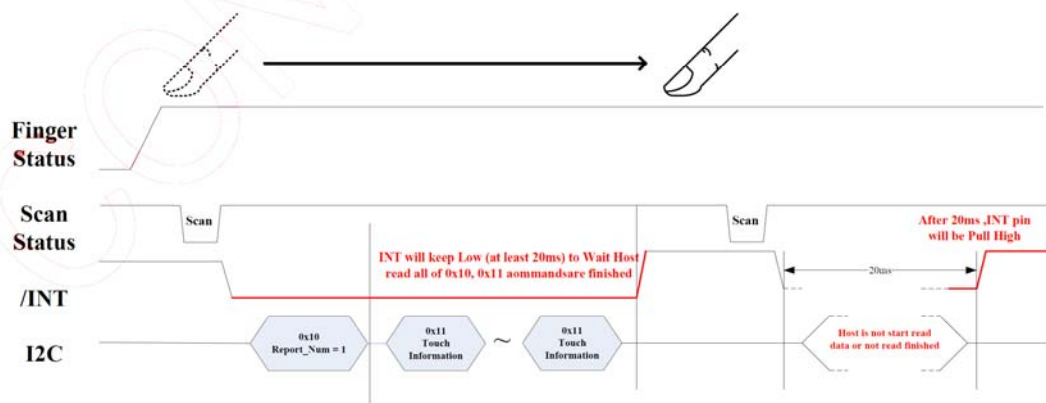 Finger
Status
Scan
Status
Scan
Scan
After 20ms ,INT pin
will be Pull High
INT will keep Low (at least 20ms) to Wait Host
read all of 0x10, 0x11 aommandsare finished
20ms
/INT
I2C
0x10
Report_Num = 1
0x11
Touch
Information
~
0x11
Touch
Information
Host is not start read
data or not read finished